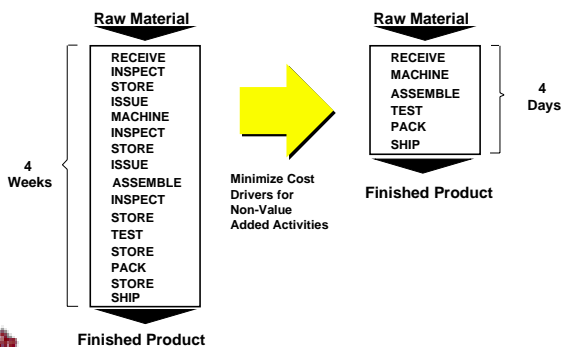 Raw Material
RECEIVE
INSPECT
STORE
ISSUE
MACHINE
INSPECT
STORE
ISSUE
ASSEMBLE
INSPECT
STORE
TEST
STORE
PACK
STORE
SHIP
4
Weeks
Finished Product
Minimize Cost
Drivers for
Non-Value
Added Activities
Raw Material
RECEIVE
MACHINE
ASSEMBLE
TEST
PACK
SHIP
4
Days
Finished Product